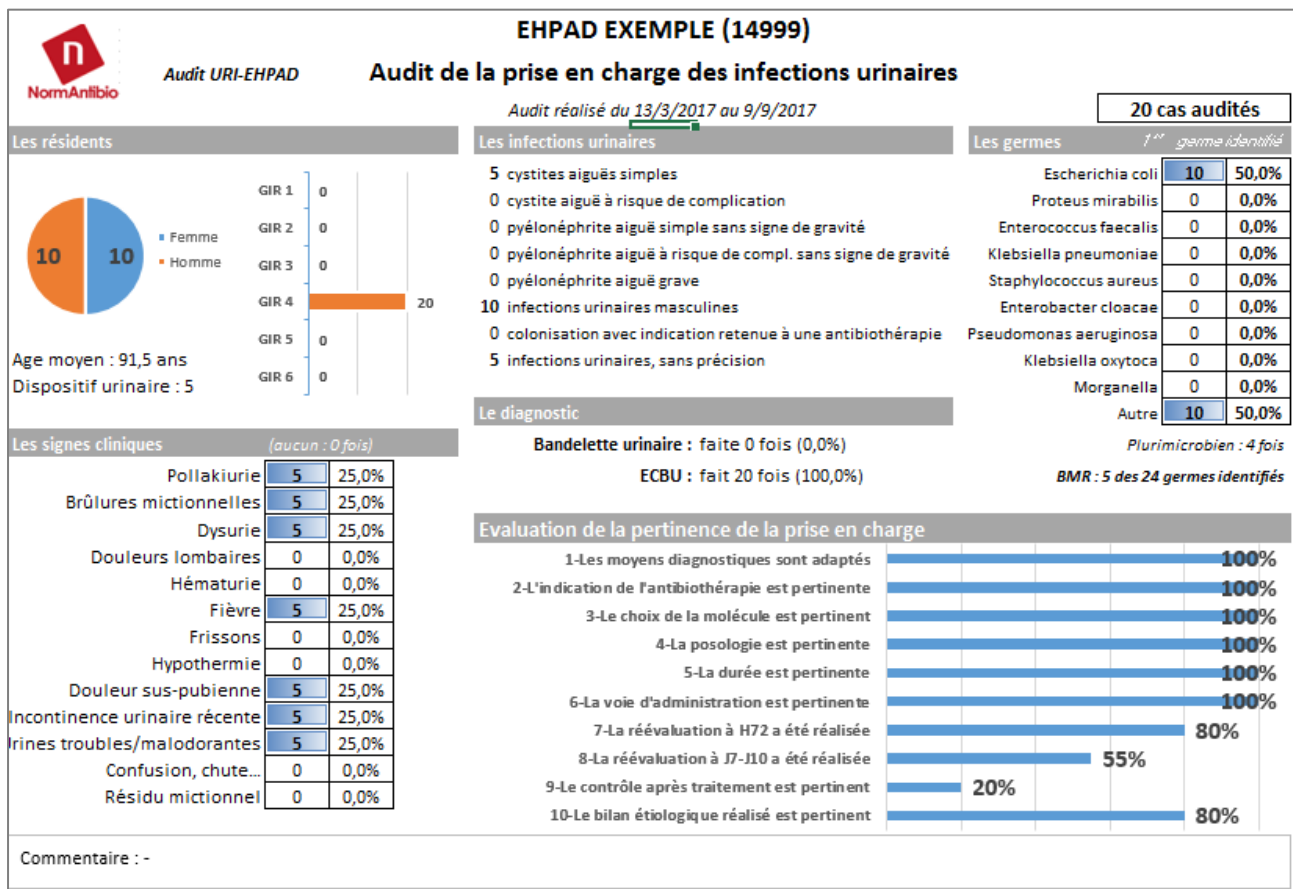 EHPAD EXEMPLE (14999)
n
NormAntibio
Audit URI-EHPAD
Audit de la prise en charge des infections urinaires
Audit réalisé du 13/3/2017 au 9/9/2017
20 cas audités
Les résidents
10
10
Femme
Homme
GIR 1 0
GIR 2 0
GIR 3 0
GIR 4 20
GIR 5 0
GIR 6 0
Age moyen : 91,5 ans
Dispositif urinaire : 5
Les signes cliniques (aucun : 0 fois)
Pollakiurie 5 25,0%
Brûlures mictionnelles 5 25,0%
Dysurie 5 25,0%
Douleurs lombaires 0 0,0%
Hématurie 0 0,0%
Fièvre 5 25,0%
Frissons 0 0,0%
Hypothermie 0 0,0%
Douleur sus-pubienne 5 25,0%
Incontinence urinaire récente 5 25,0%
rines troubles/malodorantes 5 25,0%
Confusion, chute... 0 0,0%
Résidu mictionnel 0 0,0%
Les infections urinaires
5 cystites aiguës simples
0 cystite aiguë à risque de complication
0 pyélonéphrite aiguë simple sans signe de gravité
0 pyélonéphrite aiguë à risque de compl. sans signe de gravité
0 pyélonéphrite aiguë grave
10 infections urinaires masculines
0 colonisation avec indication retenue à une antibiothérapie
5 infections urinaires, sans précision
Le diagnostic
Bandelette urinaire : faite 0 fois (0,0%)
ECBU : fait 20 fois (100,0%)
Les germes 1er germe identifié
Escherichia coli 10 50,0%
Proteus mirabilis 0 0,0%
Enterococcus faecalis 0 0,0%
Klebsiella pneumoniae 0 0,0%
Staphylococcus aureus 0 0,0%
Enterobacter cloacae 0 0,0%
Pseudomonas aeruginosa 0 0,0%
Klebsiella oxytoca 0 0,0%
Morganella 0 0,0%
Autre 10 50,0%
Plurimicrobien : 4 fois
BMR : 5 des 24 germes identifiés
Evaluation de la pertinence de la prise en charge
1-Les moyens diagnostiques sont adaptés 100%
2-L'indication de l'antibiothérapie est pertinente 100%
3-Le choix de la molécule est pertinent 100%
4-La posologie est pertinente 100%
5-La durée est pertinente 100%
6-La voie d'administration est pertinente 100%
7-La réévaluation à H72 a été réalisée 80%
8-La réévaluation à J7-J10 a été réalisée 55%
9-Le contrôle après traitement est pertinent 20%
10-Le bilan étiologique réalisé est pertinent 80%
Commentaire : -